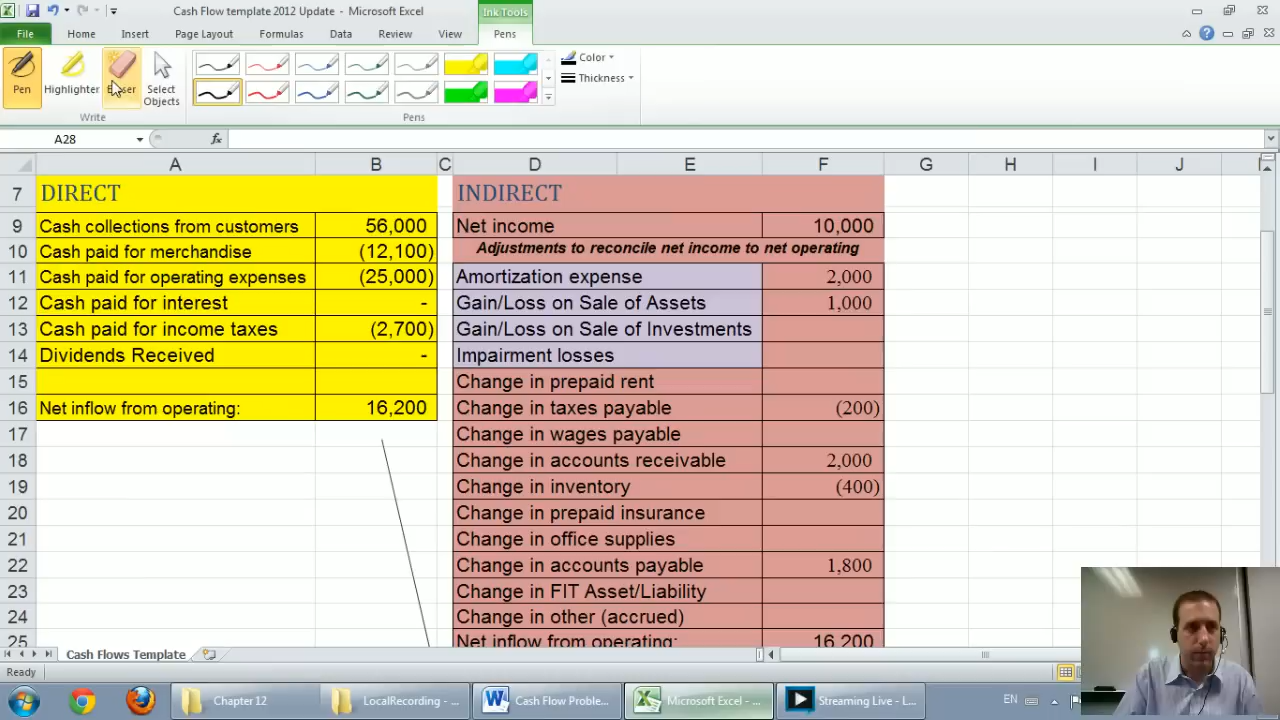 Cash Flow template 2012 Update - Microsoft Excel
Ink Tools
File Home Insert Page Layout Formulas Data Review View Pens
Pen Highlighter Eraser Select Objects
Color
Thickness
Write Pens
A28 fx
A B C D E F G H I J
7 DIRECT INDIRECT
9 Cash collections from customers 56,000 Net income 10,000
10 Cash paid for merchandise (12,100) Adjustments to reconcile net income to net operating
11 Cash paid for operating expenses (25,000) Amortization expense 2,000
12 Cash paid for interest - Gain/Loss on Sale of Assets 1,000
13 Cash paid for income taxes (2,700) Gain/Loss on Sale of Investments
14 Dividends Received - Impairment losses
15 Change in prepaid rent
16 Net inflow from operating: 16,200 Change in taxes payable (200)
17 Change in wages payable
18 Change in accounts receivable 2,000
19 Change in inventory (400)
20 Change in prepaid insurance
21 Change in office supplies
22 Change in accounts payable 1,800
23 Change in FIT Asset/Liability
24 Change in other (accrued)
25 Net inflow from operating: 16,200
Cash Flows Template
Ready
Chapter 12 LocalRecording - ... Cash Flow Proble... Microsoft Excel - ... Streaming Live - L... EN